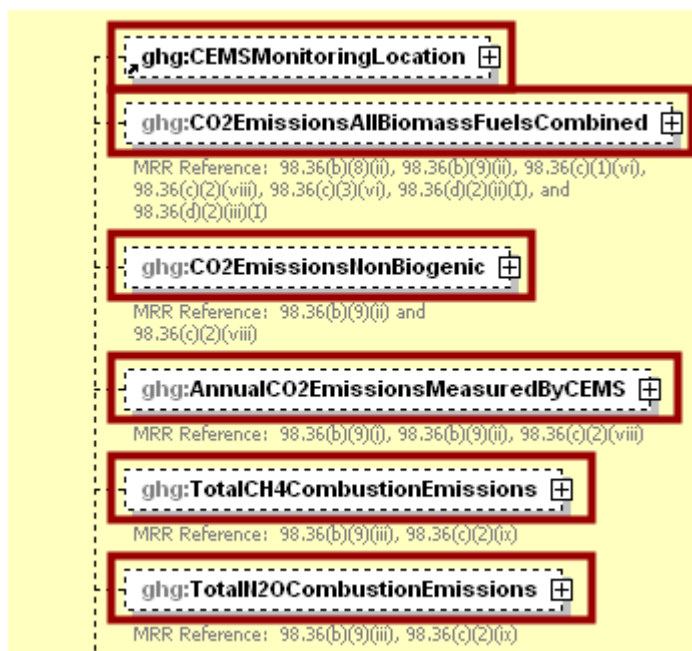 ghg:CEMSMonitoringLocation
ghg:CO2EmissionsAllBiomassFuelsCombined
MRR Reference: 98.36(b)(8)(ii), 98.36(b)(9)(ii), 98.36(c)(1)(vi),
98.36(c)(2)(viii), 98.36(c)(3)(vi), 98.36(d)(2)(ii)(I), and
98.36(d)(2)(iii)(I)
ghg:CO2EmissionsNonBiogenic
MRR Reference: 98.36(b)(9)(ii) and
98.36(c)(2)(viii)
ghg:AnnualCO2EmissionsMeasuredByCEMS
MRR Reference: 98.36(b)(9)(i), 98.36(b)(9)(ii), 98.36(c)(2)(viii)
ghg:TotalCH4CombustionEmissions
MRR Reference: 98.36(b)(9)(iii), 98.36(c)(2)(ix)
ghg:TotalN2OCombustionEmissions
MRR Reference: 98.36(b)(9)(iii), 98.36(c)(2)(ix)